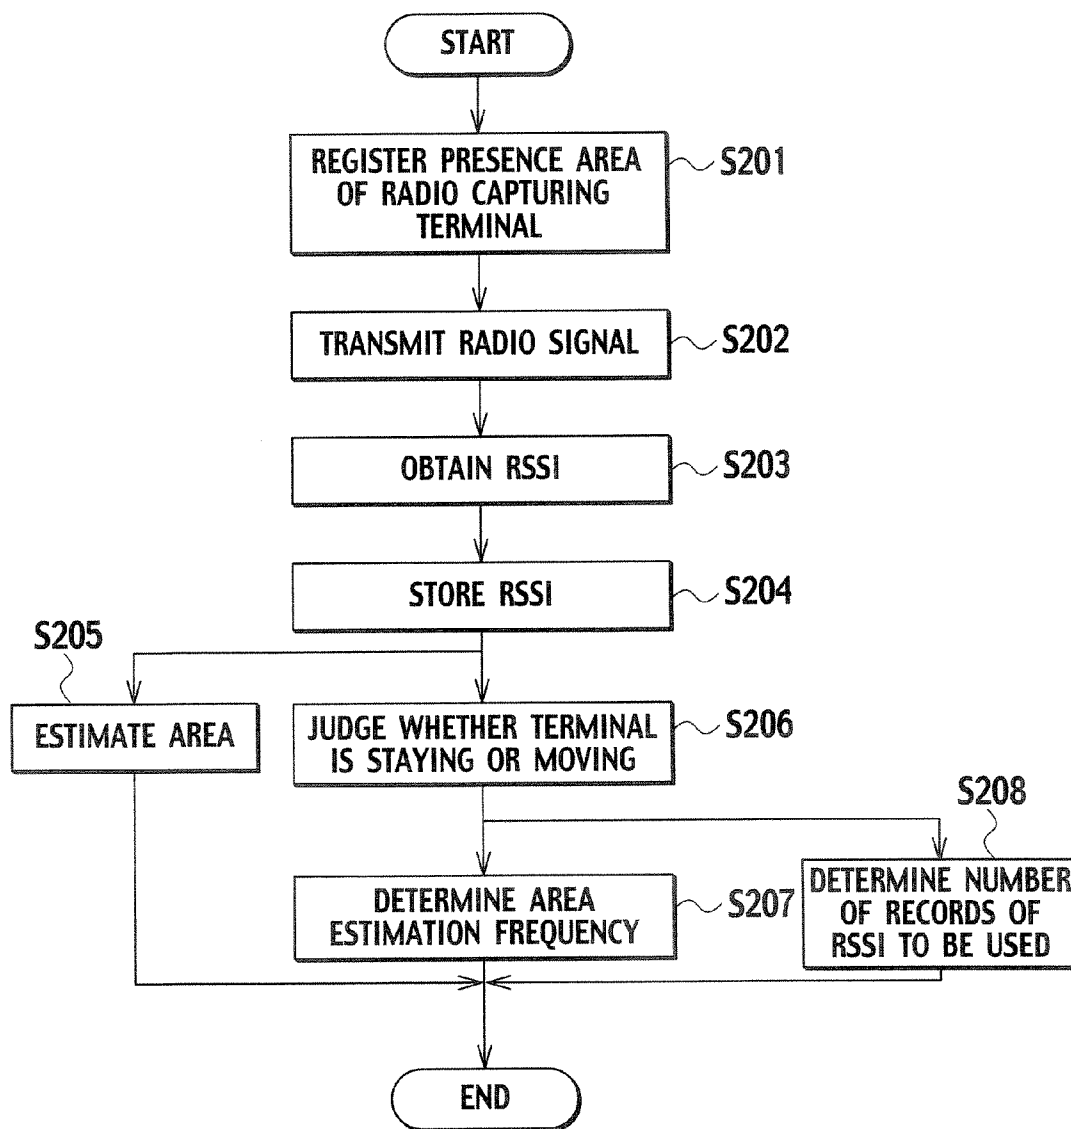 START
REGISTER PRESENCE AREA
OF RADIO CAPTURING
TERMINAL
S201
TRANSMIT RADIO SIGNAL
S202
OBTAIN RSSI
S203
STORE RSSI
S204
S205
ESTIMATE AREA
JUDGE WHETHER TERMINAL
IS STAYING OR MOVING
S206
S208
DETERMINE AREA
ESTIMATION FREQUENCY
S207
DETERMINE NUMBER
OF RECORDS OF
RSSI TO BE USED
END